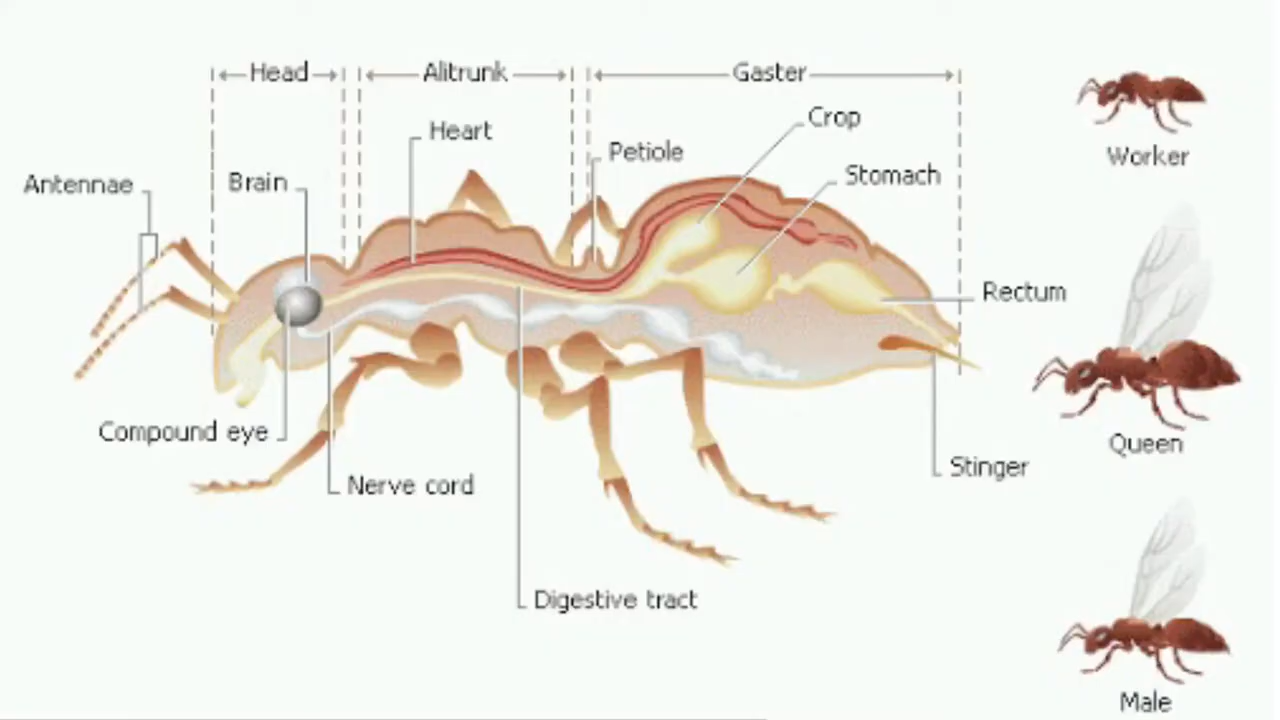 Head
Alitrunk
Gaster
Crop
Heart
Petiole
Worker
Antennae
Brain
Stomach
Rectum
Compound eye
Queen
Stinger
Nerve cord
Digestive tract
Male